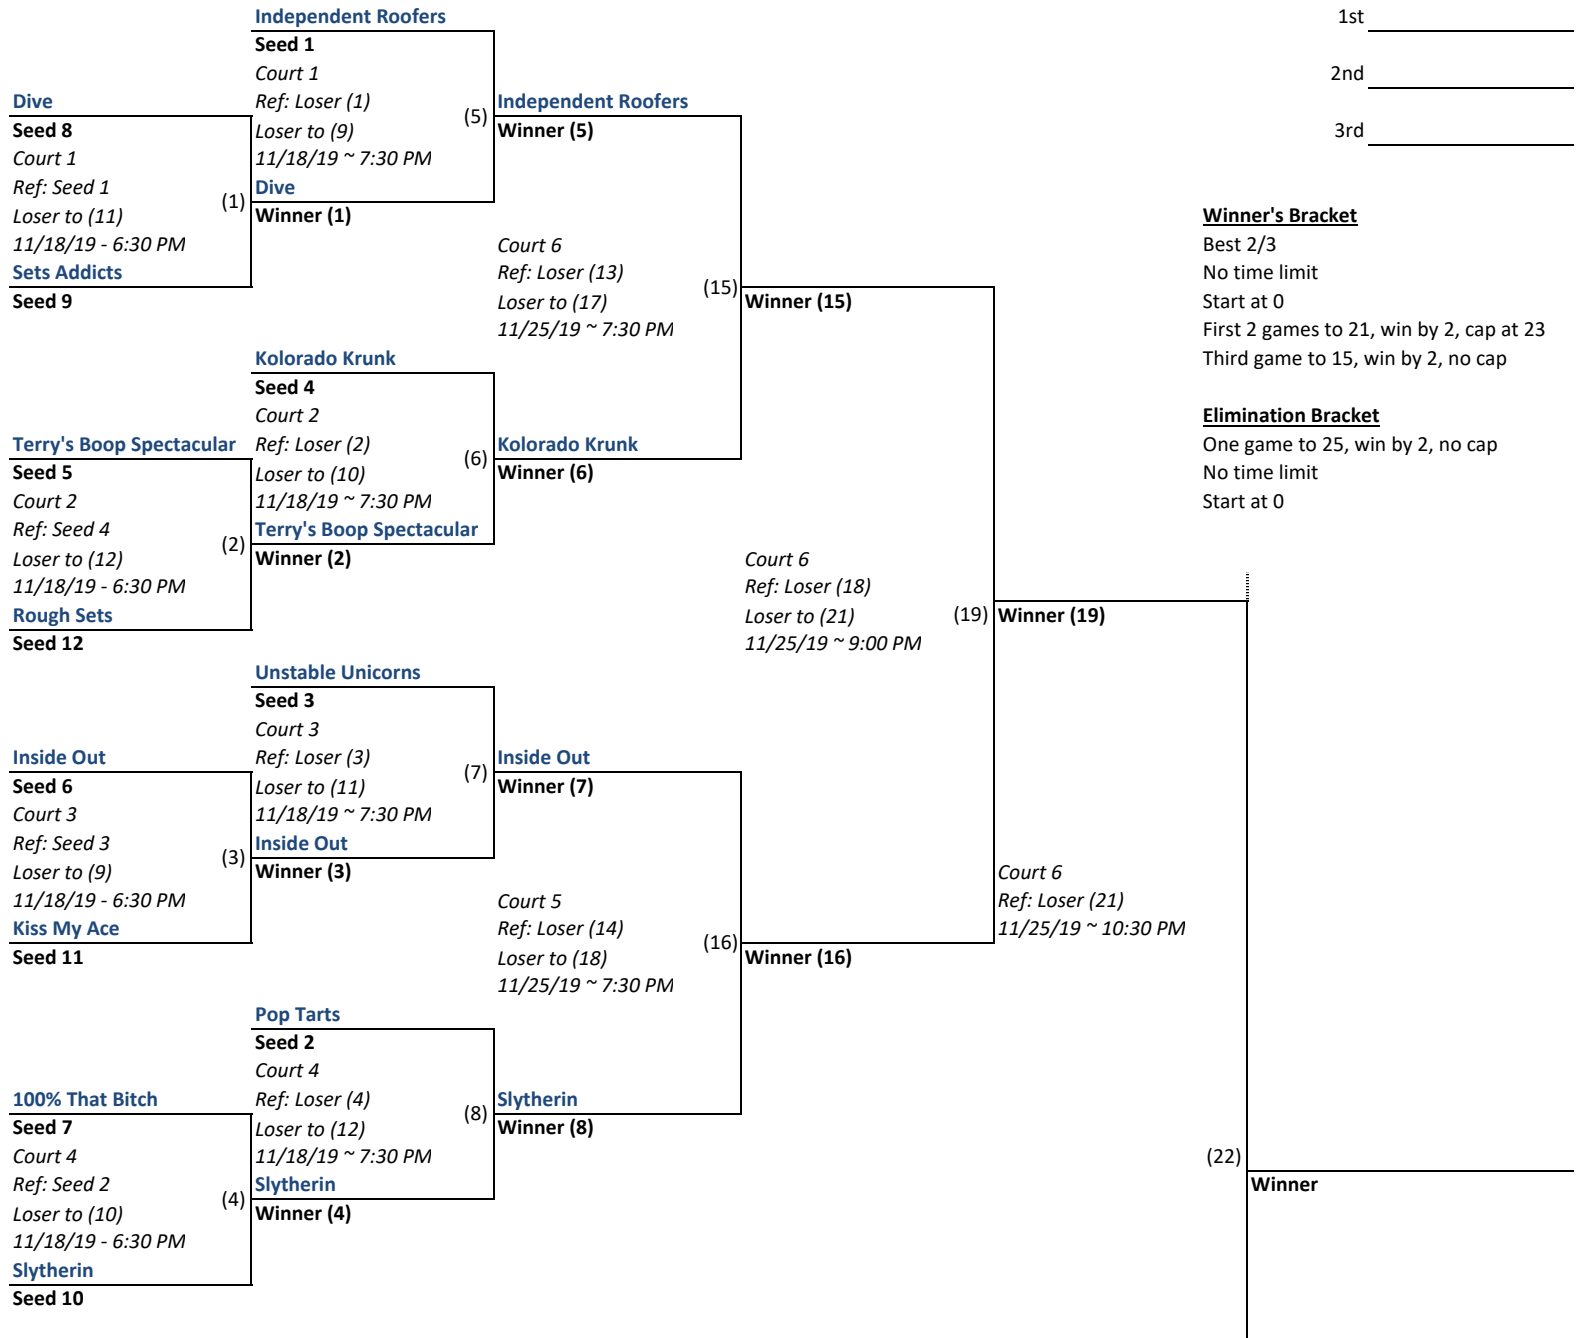 Independent Roofers
Seed 1
Court 1
Ref: Loser (1)
Loser to (9)
11/18/19 ~ 7:30 PM
(5)
Dive
Winner (1)
Dive
Seed 8
Court 1
Ref: Seed 1
Loser to (11)
11/18/19 - 6:30 PM
(1)
Sets Addicts
Seed 9
Independent Roofers
Winner (5)
Court 6
Ref: Loser (13)
Loser to (17)
11/25/19 ~ 7:30 PM
(15)
Winner (15)
Kolorado Krunk
Seed 4
Court 2
Ref: Loser (2)
Loser to (10)
11/18/19 ~ 7:30 PM
(6)
Terry's Boop Spectacular
Winner (2)
Terry's Boop Spectacular
Seed 5
Court 2
Ref: Seed 4
Loser to (12)
11/18/19 - 6:30 PM
(2)
Rough Sets
Seed 12
Kolorado Krunk
Winner (6)
Court 6
Ref: Loser (18)
Loser to (21)
11/25/19 ~ 9:00 PM
(19)
Winner (19)
Unstable Unicorns
Seed 3
Court 3
Ref: Loser (3)
Loser to (11)
11/18/19 ~ 7:30 PM
(7)
Inside Out
Winner (3)
Inside Out
Seed 6
Court 3
Ref: Seed 3
Loser to (9)
11/18/19 - 6:30 PM
(3)
Kiss My Ace
Seed 11
Inside Out
Winner (7)
Court 5
Ref: Loser (14)
Loser to (18)
11/25/19 ~ 7:30 PM
(16)
Winner (16)
Court 6
Ref: Loser (21)
11/25/19 ~ 10:30 PM
Pop Tarts
Seed 2
Court 4
Ref: Loser (4)
Loser to (12)
11/18/19 ~ 7:30 PM
(8)
Slytherin
Winner (4)
100% That Bitch
Seed 7
Court 4
Ref: Seed 2
Loser to (10)
11/18/19 - 6:30 PM
(4)
Slytherin
Seed 10
Slytherin
Winner (8)
(22)
Winner
1st
2nd
3rd
Winner's Bracket
Best 2/3
No time limit
Start at 0
First 2 games to 21, win by 2, cap at 23
Third game to 15, win by 2, no cap
Elimination Bracket
One game to 25, win by 2, no cap
No time limit
Start at 0